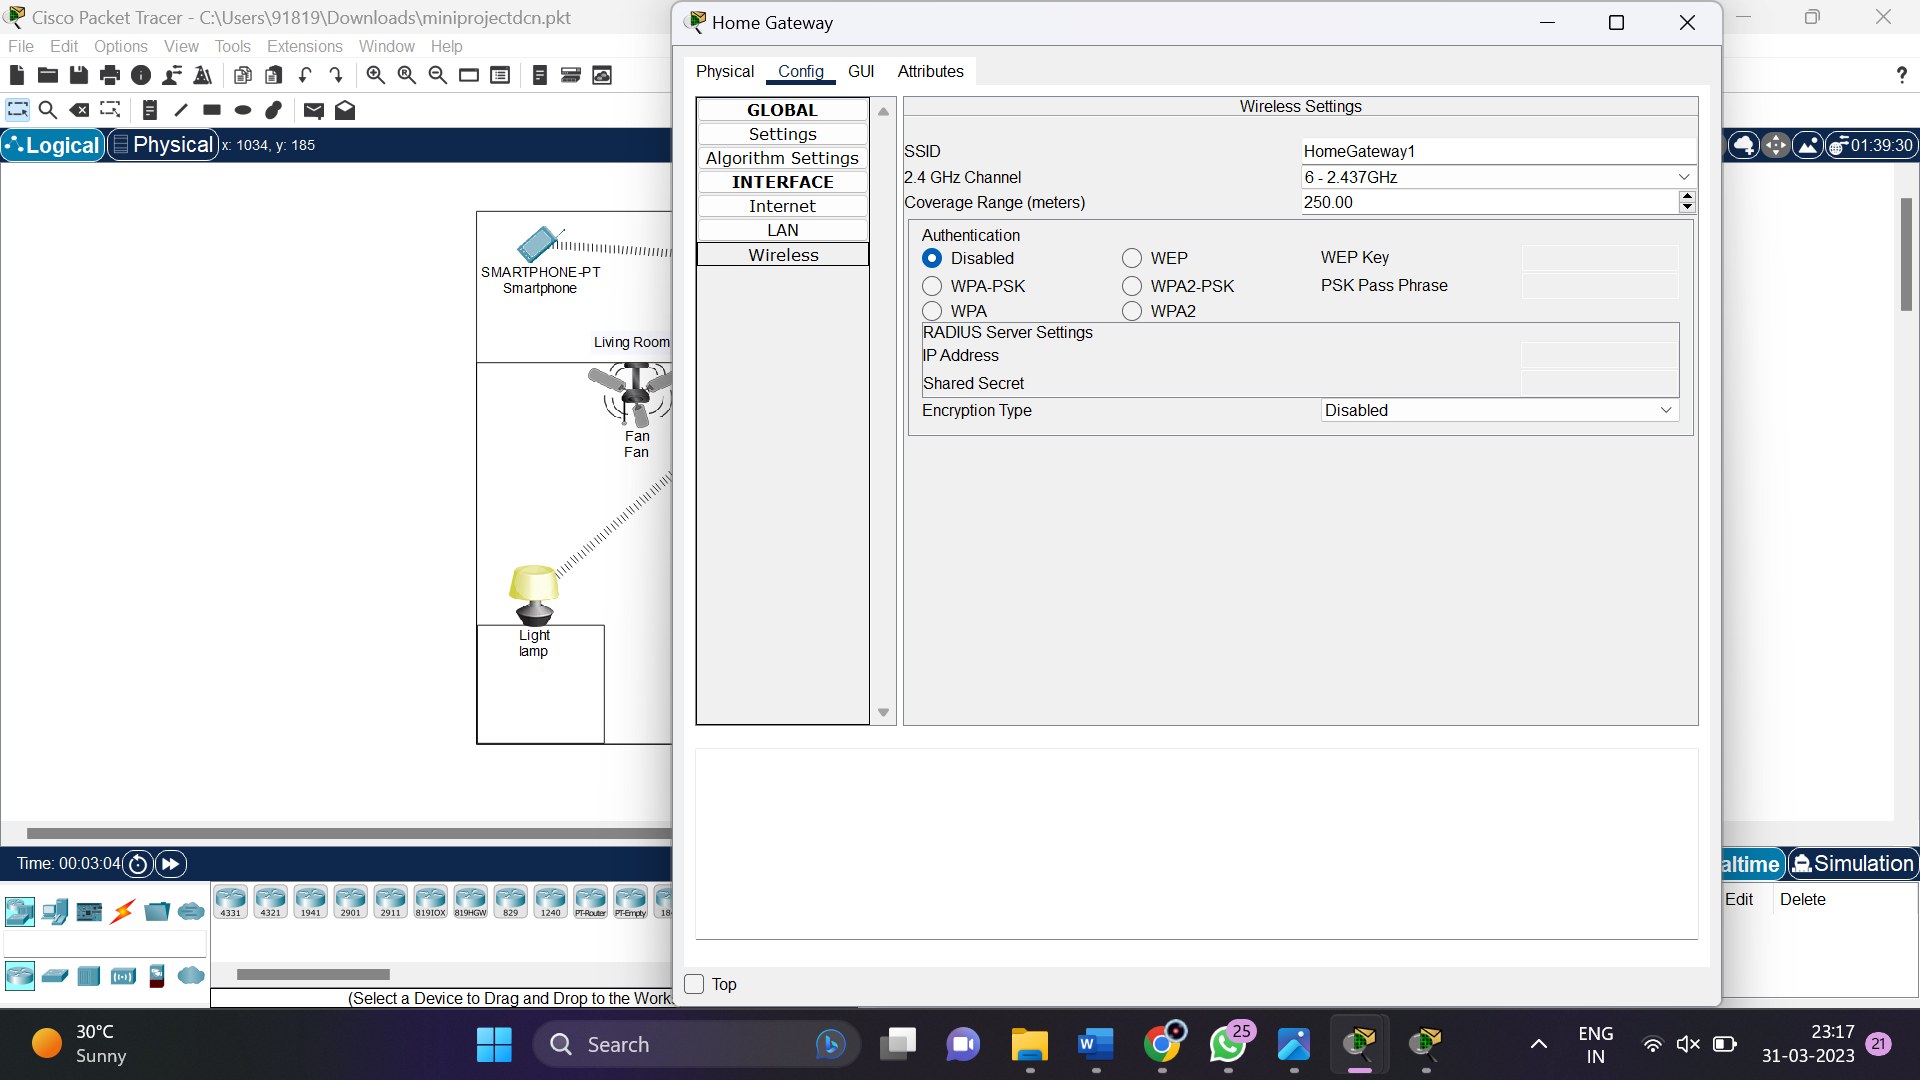 Cisco Packet Tracer - C:\Users\91819\Downloads\miniprojectdcn.pkt
File Edit Options View Tools Extensions Window Help
?
Logical Physical x: 1034, y: 185
01:39:30
SMARTPHONE-PT
Smartphone
Living Room
Fan
Fan
Light
lamp
Time: 00:03:04
altime Simulation
4331 4321 1941 2901 2911 819IOX 819HGW 829 1240 PT-Router PT-Empty 18
Edit Delete
(Select a Device to Drag and Drop to the Work
Home Gateway
Physical Config GUI Attributes
GLOBAL
Settings
Algorithm Settings
INTERFACE
Internet
LAN
Wireless
Wireless Settings
SSID HomeGateway1
2.4 GHz Channel 6 - 2.437GHz
Coverage Range (meters) 250.00
Authentication
Disabled WEP WEP Key
WPA-PSK WPA2-PSK PSK Pass Phrase
WPA WPA2
RADIUS Server Settings
IP Address
Shared Secret
Encryption Type Disabled
Top
30°C
Sunny
Search
25
ENG
IN
23:17
31-03-2023
21